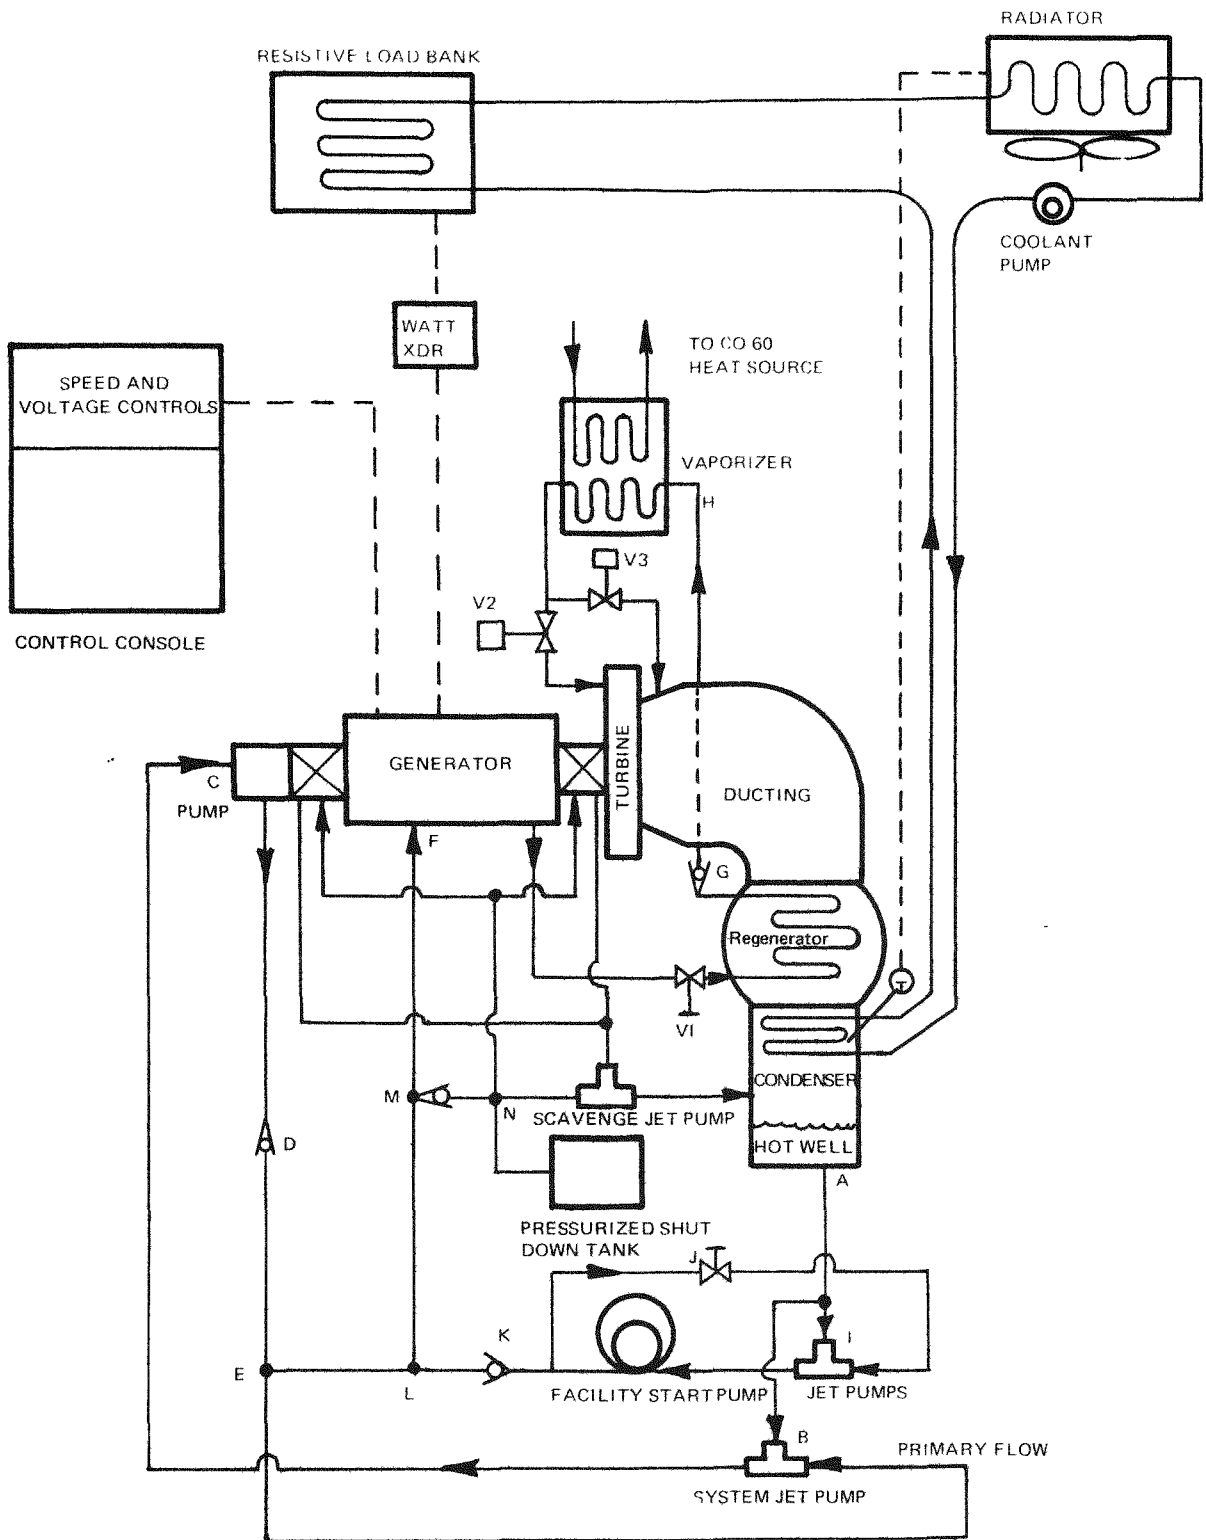 RADIATOR
RESISTIVE LOAD BANK
COOLANT
PUMP
WATT
XDR
TO CO 60
HEAT SOURCE
SPEED AND
VOLTAGE CONTROLS
VAPORIZER
H
V3
V2
CONTROL CONSOLE
GENERATOR
TURBINE
DUCTING
C
PUMP
F
G
Regenerator
T
V1
CONDENSER
M
N
SCAVENGE JET PUMP
HOT WELL
D
A
PRESSURIZED SHUT
DOWN TANK
J
K
I
E
L
FACILITY START PUMP
JET PUMPS
B
PRIMARY FLOW
SYSTEM JET PUMP